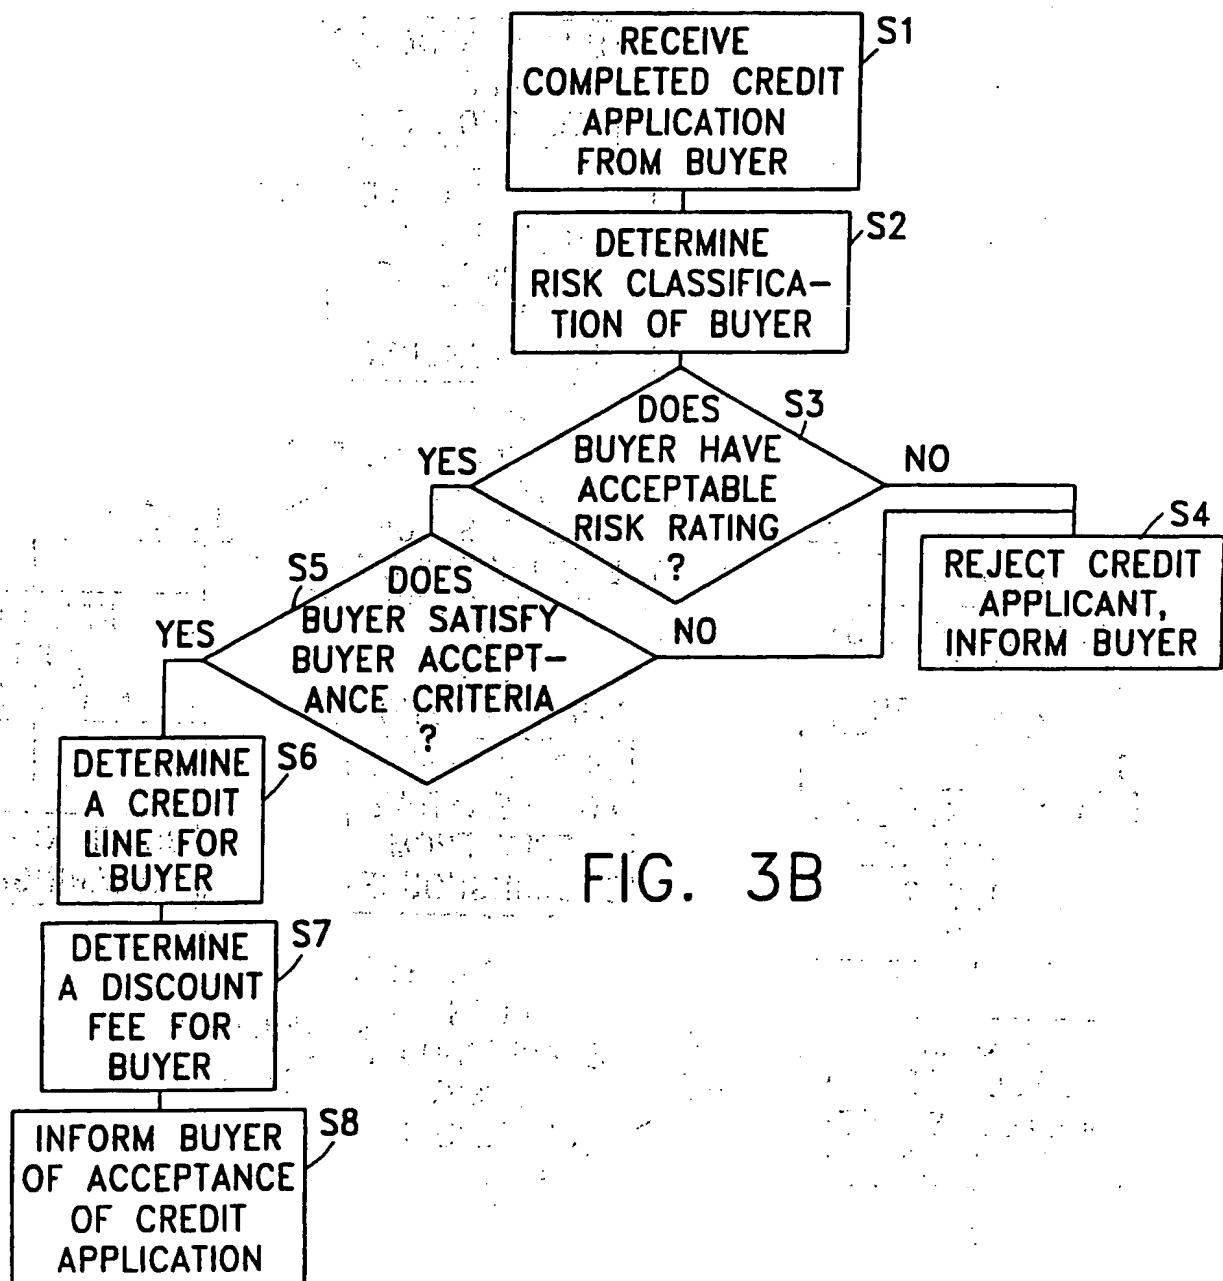 S1
RECEIVE
COMPLETED CREDIT
APPLICATION
FROM BUYER
S2
DETERMINE
RISK CLASSIFICA-
TION OF BUYER
S3
DOES
BUYER HAVE
ACCEPTABLE
RISK RATING
?
YES
NO
S4
REJECT CREDIT
APPLICANT,
INFORM BUYER
S5
DOES
BUYER SATISFY
BUYER ACCEPT-
ANCE CRITERIA
?
YES
NO
S6
DETERMINE
A CREDIT
LINE FOR
BUYER
FIG. 3B
S7
DETERMINE
A DISCOUNT
FEE FOR
BUYER
S8
INFORM BUYER
OF ACCEPTANCE
OF CREDIT
APPLICATION